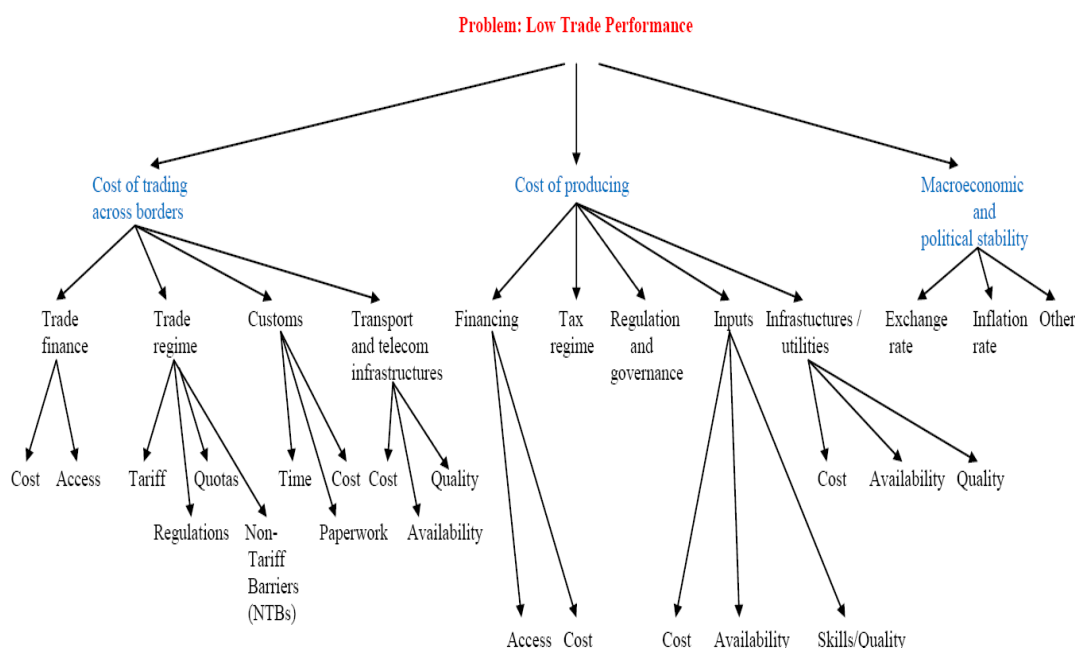 Problem: Low Trade Performance
Cost of trading
across borders
Cost of producing
Macroeconomic
and
political stability
Trade
finance
Trade
regime
Customs
Transport
and telecom
infrastructures
Financing
Tax
regime
Regulation
and
governance
Inputs
Infrastuctures /
utilities
Exchange
rate
Inflation
rate
Other
Cost
Access
Tariff
Quotas
Regulations
Non-
Tariff
Barriers
(NTBs)
Time
Cost
Paperwork
Cost
Quality
Availability
Access
Cost
Cost
Availability
Skills/Quality
Cost
Availability
Quality